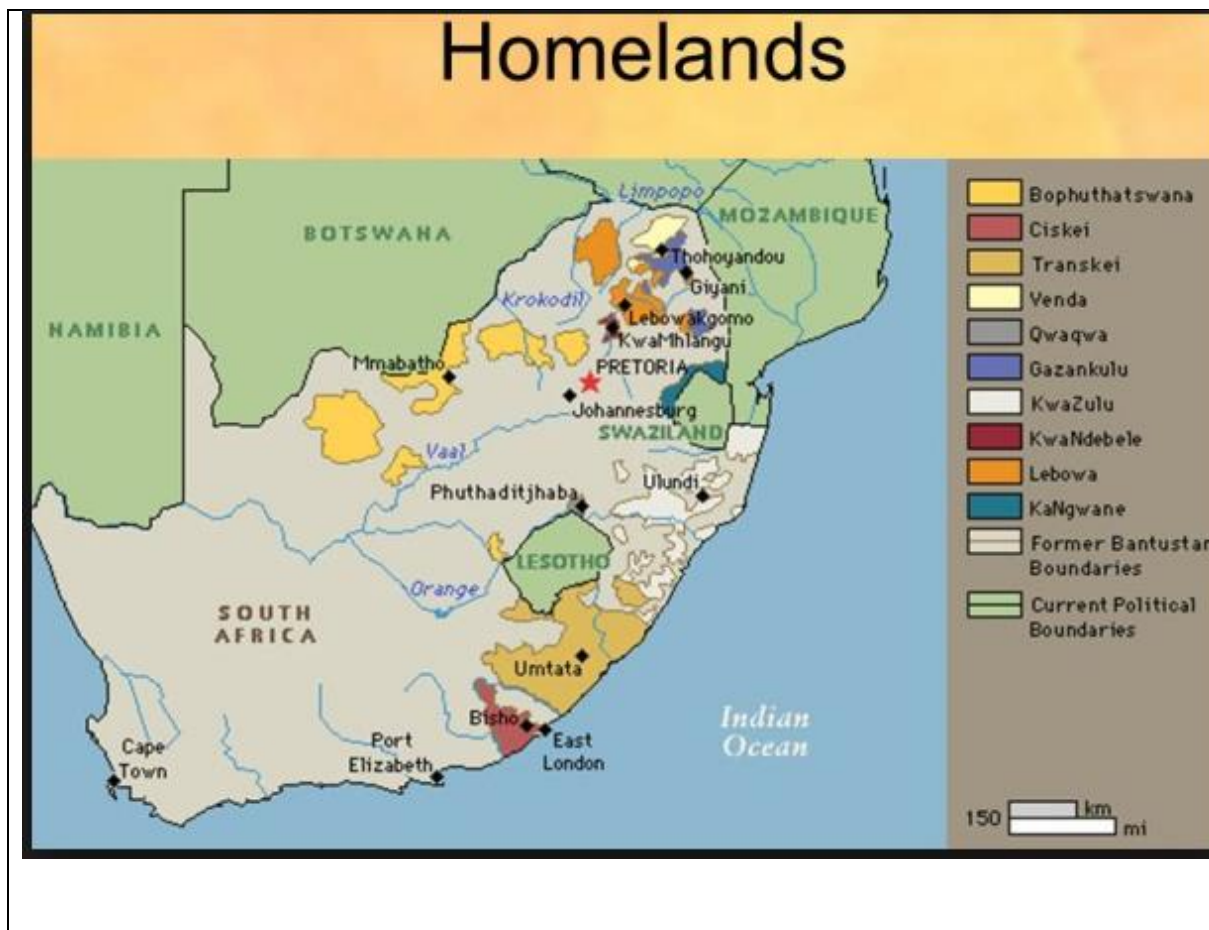 Homelands
Limpopo
MOZAMBIQUE
BOTSWANA
Thohoyandou
Giyani
Krokodil
NAMIBIA
Lebowakgomo
KwaMhlangu
Mmabatho
PRETORIA
Johannesburg
SWAZILAND
Vaal
Ulundi
Phuthaditjhaba
LESOTHO
Orange
SOUTH
AFRICA
Umtata
Bisho
East
London
Port
Elizabeth
Cape
Town
Indian
Ocean
Bophuthatswana
Ciskei
Transkei
Venda
Qwaqwa
Gazankulu
KwaZulu
KwaNdebele
Lebowa
KaNgwane
Former Bantustan
Boundaries
Current Political
Boundaries
150 km
mi